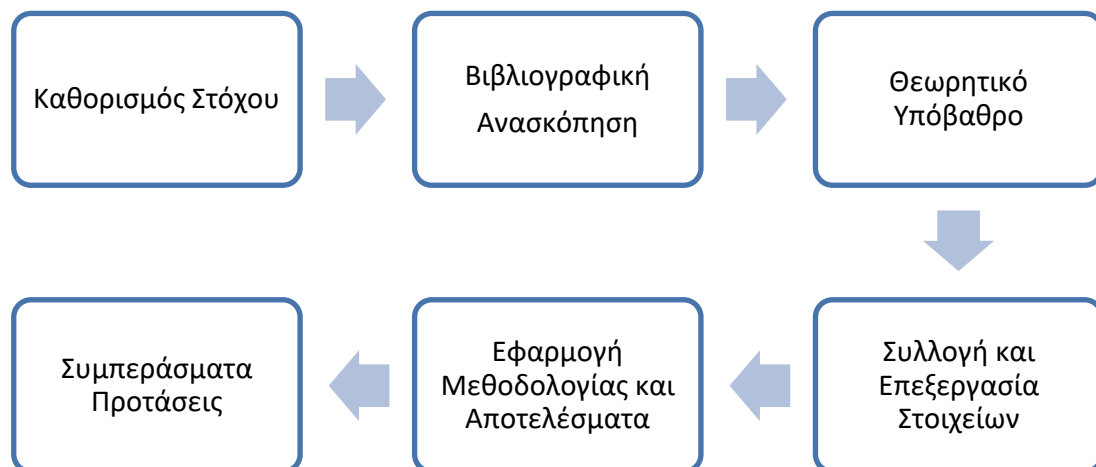 Καθορισμός Στόχου
Βιβλιογραφική
Ανασκόπηση
Θεωρητικό
Υπόβαθρο
Συλλογή και
Επεξεργασία
Στοιχείων
Εφαρμογή
Μεθοδολογίας και
Αποτελέσματα
Συμπεράσματα
Προτάσεις